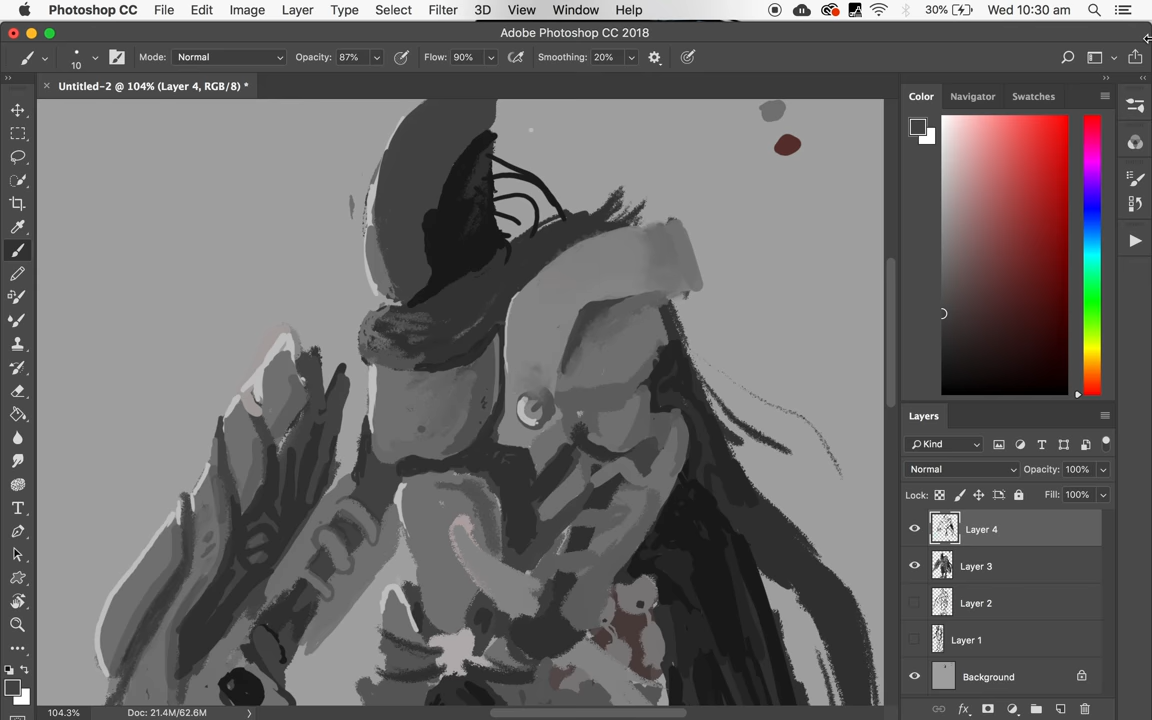 Photoshop CC File Edit Image Layer Type Select Filter 3D View Window Help 30% Wed 10:30 am
Adobe Photoshop CC 2018
10 Mode: Normal Opacity: 87% Flow: 90% Smoothing: 20%
Untitled-2 @ 104% (Layer 4, RGB/8) *
Color Navigator Swatches
Layers
Kind
Normal Opacity: 100%
Lock: Fill: 100%
Layer 4
Layer 3
Layer 2
Layer 1
Background
104.3% Doc: 21.4M/62.6M